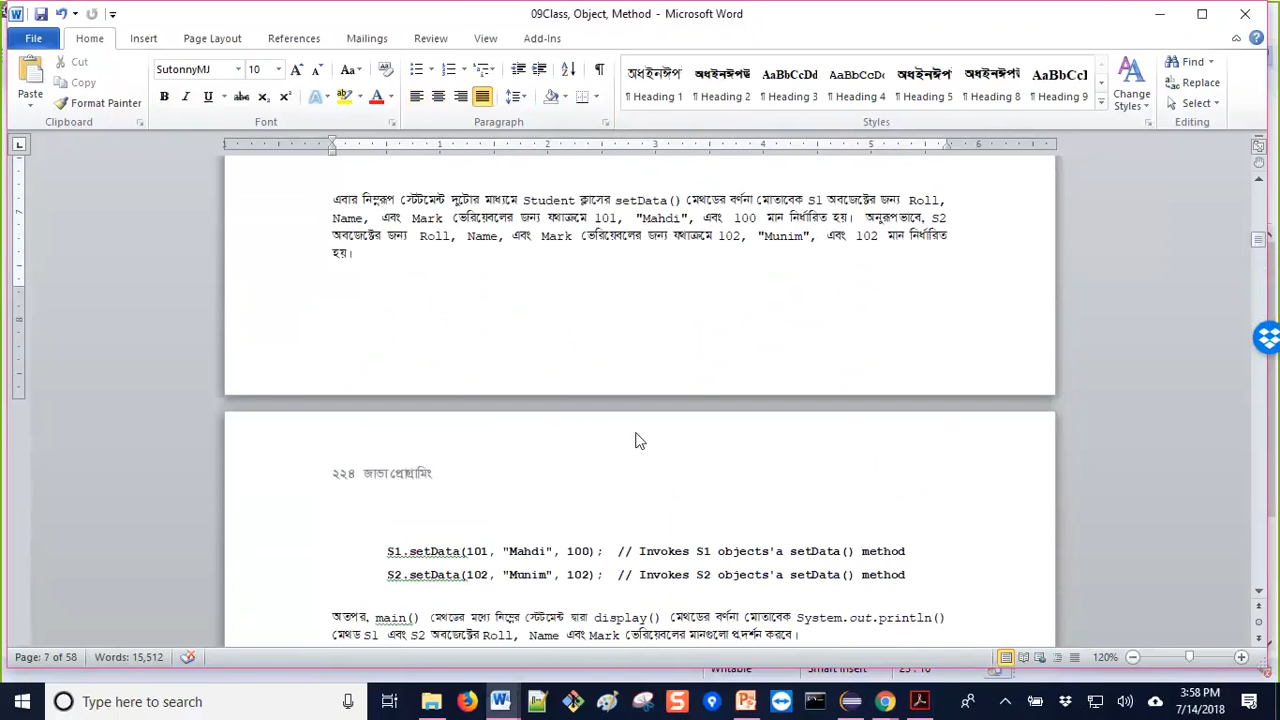 09Class, Object, Method - Microsoft Word
File Home Insert Page Layout References Mailings Review View Add-Ins
Paste Cut Copy Format Painter
SutonnyMJ 10
Find Replace Select
¶ Heading 1 ¶ Heading 2 ¶ Heading 3 ¶ Heading 4 ¶ Heading 5 ¶ Heading 8 ¶ Heading 9
Change Styles
Clipboard Font Paragraph Styles Editing
এবার নিম্নরূপ স্টেটমেন্ট দুটোর মাধ্যমে Student ক্লাসের setData() মেথডের বর্ণনা মোতাবেক S1 অবজেক্টের জন্য Roll,
Name, এবং Mark ভেরিয়েবলের জন্য যথাক্রমে 101, "Mahdi", এবং 100 মান নির্ধারিত হয়। অনুরূপভাবে, S2
অবজেক্টের জন্য Roll, Name, এবং Mark ভেরিয়েবলের জন্য যথাক্রমে 102, "Munim", এবং 102 মান নির্ধারিত
হয়।
২২৪ জাভা প্রোগ্রামিং
S1.setData(101, "Mahdi", 100); // Invokes S1 objects'a setData() method
S2.setData(102, "Munim", 102); // Invokes S2 objects'a setData() method
অতপর, main() মেথডের মধ্যে নিম্নের স্টেটমেন্ট দ্বারা display() মেথডের বর্ণনা মোতাবেক System.out.println()
মেথড S1 এবং S2 অবজেক্টের Roll, Name এবং Mark ভেরিয়েবলের মানগুলো প্রদর্শন করবে।
Page: 7 of 58 Words: 15,512 120%
Writable Smart Insert
Type here to search
3:58 PM
7/14/2018